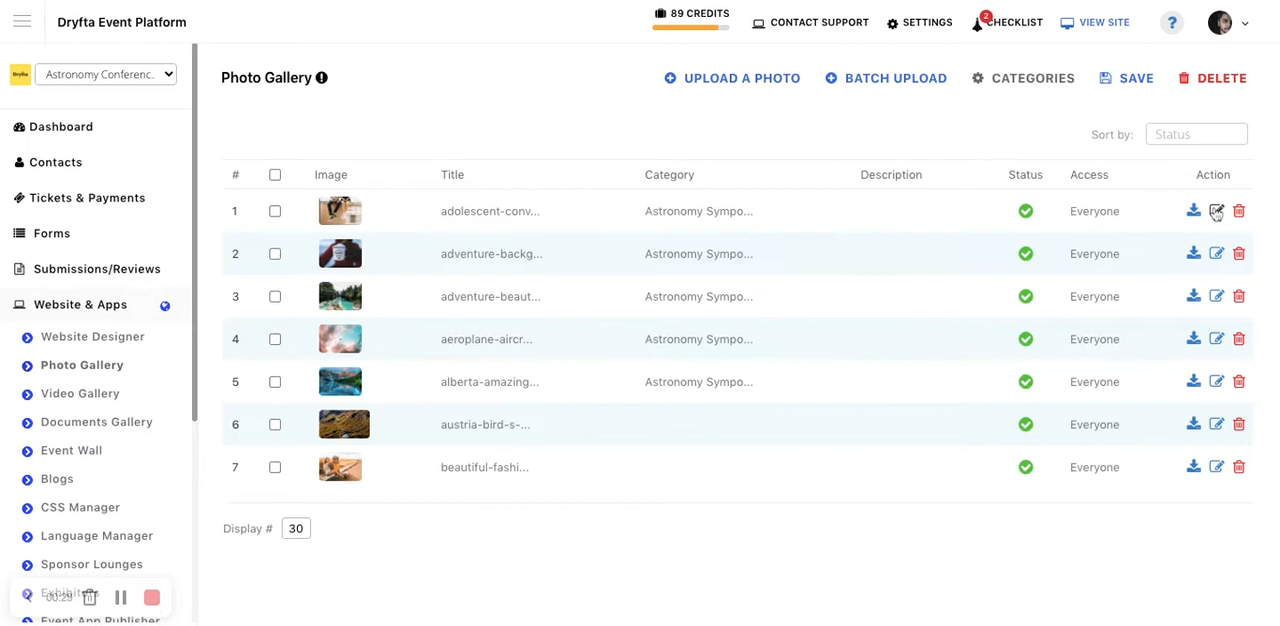 Dryfta Event Platform
89 CREDITS
CONTACT SUPPORT
SETTINGS
2
CHECKLIST
VIEW SITE
?
Dryfta
Astronomy Conferenc..
Dashboard
Contacts
Tickets & Payments
Forms
Submissions/Reviews
Website & Apps
Website Designer
Photo Gallery
Video Gallery
Documents Gallery
Event Wall
Blogs
CSS Manager
Language Manager
Sponsor Lounges
Exhibitors
00:29
Event App Publisher
Photo Gallery
UPLOAD A PHOTO
BATCH UPLOAD
CATEGORIES
SAVE
DELETE
Sort by: Status
# Image Title Category Description Status Access Action
1 adolescent-conv... Astronomy Sympo... Everyone
2 adventure-backg... Astronomy Sympo... Everyone
3 adventure-beaut... Astronomy Sympo... Everyone
4 aeroplane-aircr... Astronomy Sympo... Everyone
5 alberta-amazing... Astronomy Sympo... Everyone
6 austria-bird-s-... Everyone
7 beautiful-fashi... Everyone
Display # 30